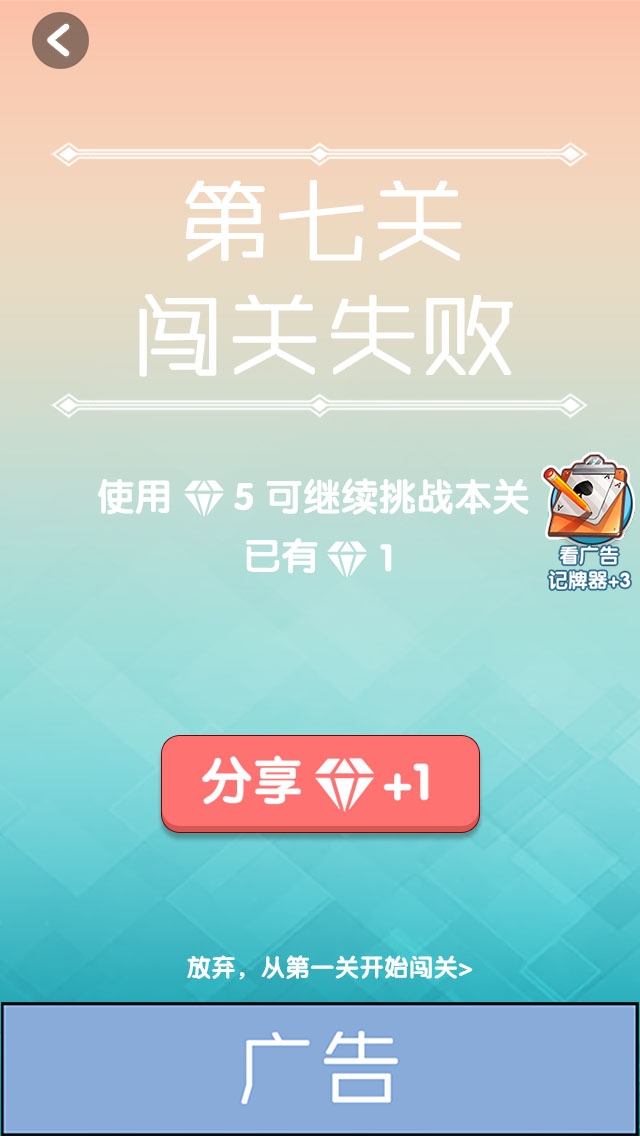 第七关
闯关失败
使用 5 可继续挑战本关
已有 1
看广告
记牌器+3
分享 +1
放弃，从第一关开始闯关>
广告